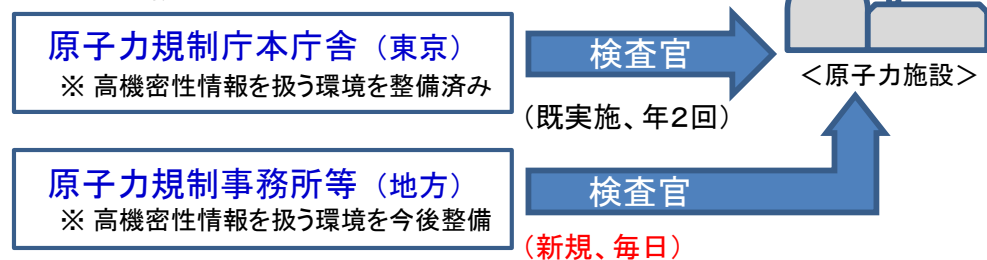 原子力規制庁本庁舎（東京）
※ 高機密性情報を扱う環境を整備済み
検査官
（既実施、年２回）
＜原子力施設＞
原子力規制事務所等（地方）
※ 高機密性情報を扱う環境を今後整備
検査官
（新規、毎日）